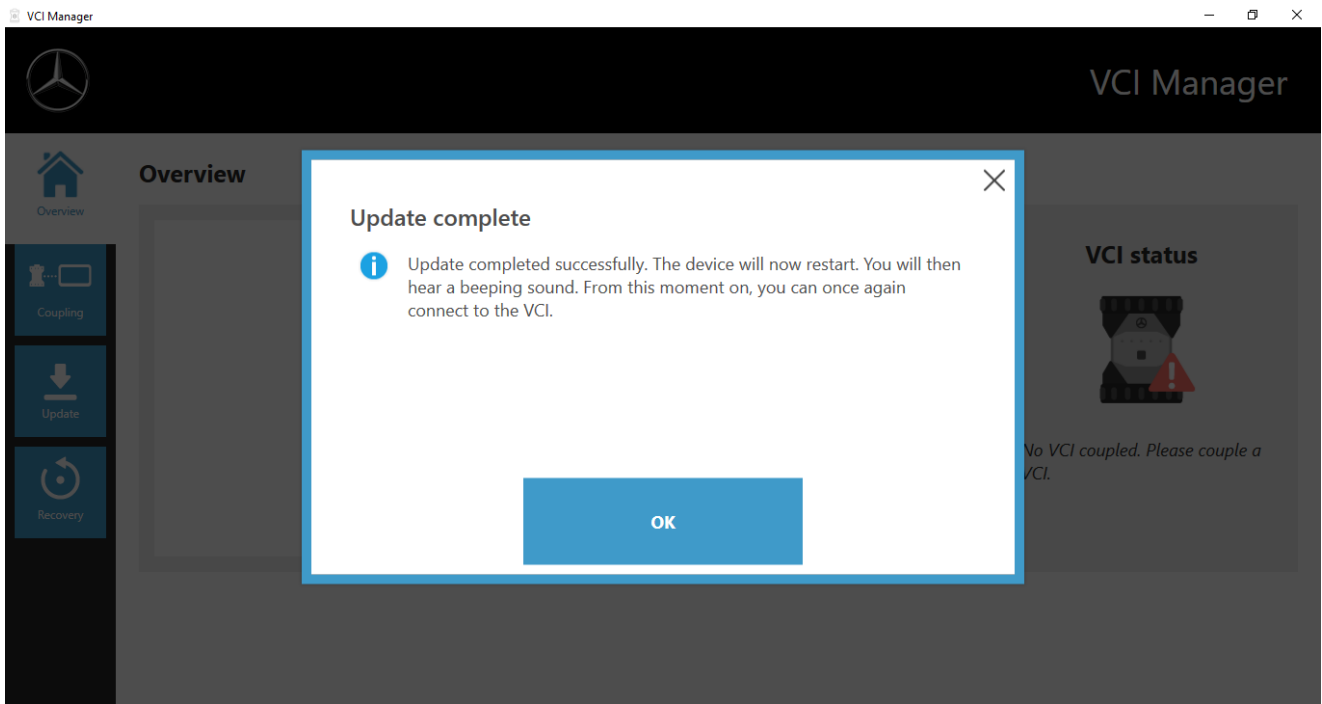 VCI Manager
VCI Manager
Overview
Overview
Coupling
Update
Recovery
Update complete
Update completed successfully. The device will now restart. You will then
hear a beeping sound. From this moment on, you can once again
connect to the VCI.
OK
VCI status
No VCI coupled. Please couple a
VCI.